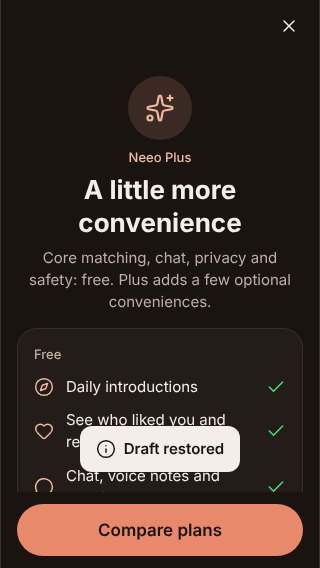 Neeo Plus
A little more
convenience
Core matching, chat, privacy and
safety: free. Plus adds a few optional
conveniences.
Free
Daily introductions
See who liked you and
Draft restored
Chat, voice notes and
Compare plans